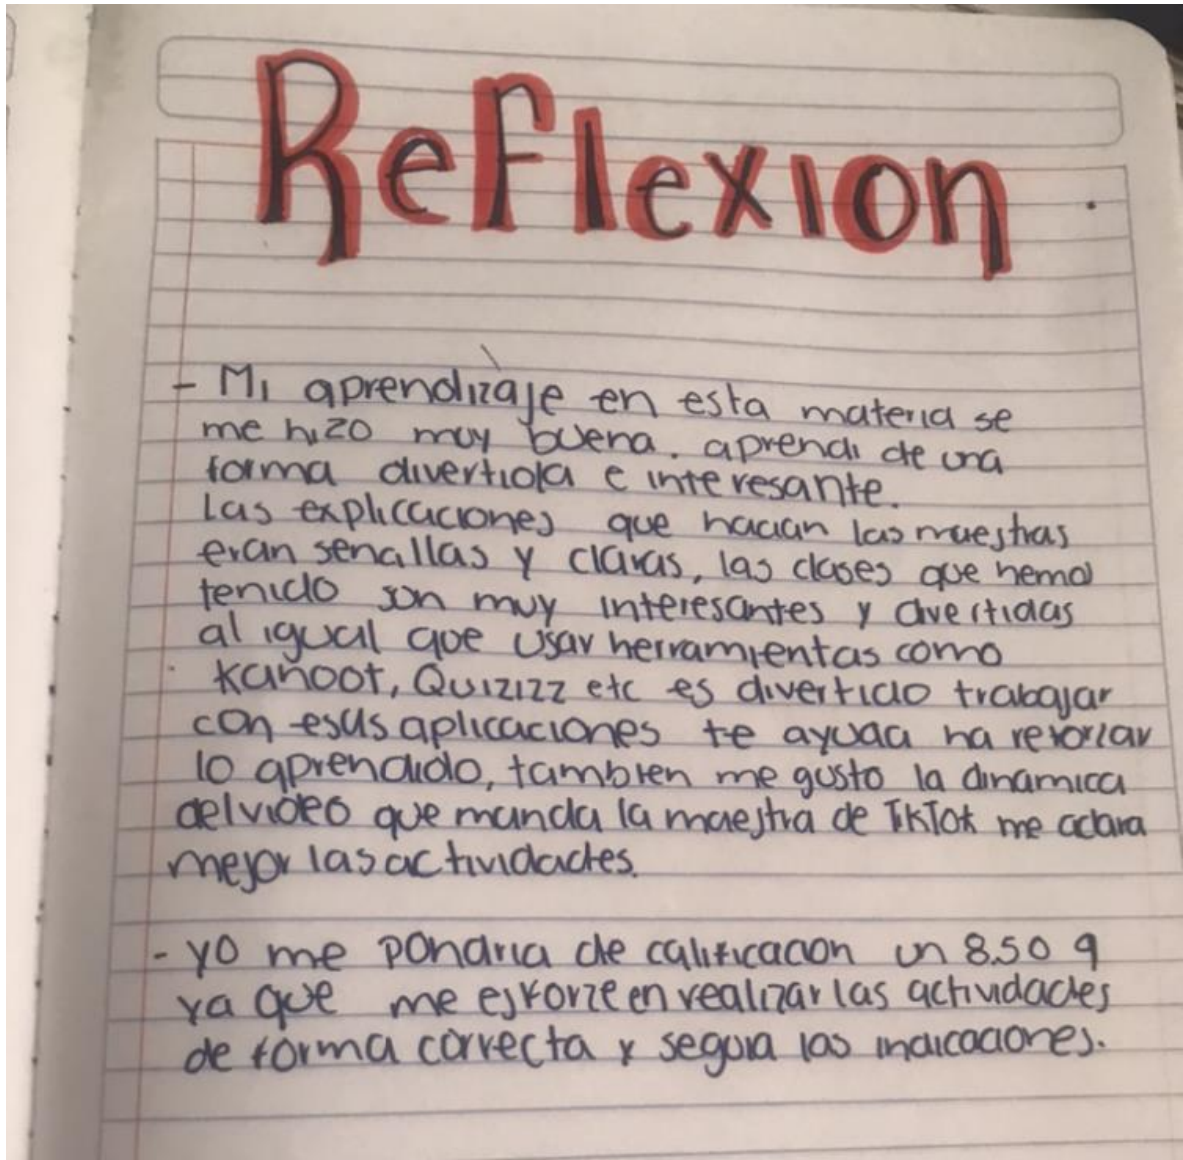 Reflexion
- Mi aprendizaje en esta materia se
me hizo muy buena. aprendi de una
forma divertida e interesante.
Las explicaciones que hacian las maestras
eran sencillas y claras, las clases que hemos
tenido son muy interesantes y divertidas
al igual que usar herramientas como
Kahoot, Quizizz etc es divertido trabajar
con esas aplicaciones te ayuda ha reforzar
lo aprendido, tambien me gusto la dinamica
del video que manda la maestra de TikTok me aclara
mejor las actividades.
- yo me pondria de calificacion un 8.5 o 9
ya que me esforze en realizar las actividades
de forma correcta y seguia las indicaciones.